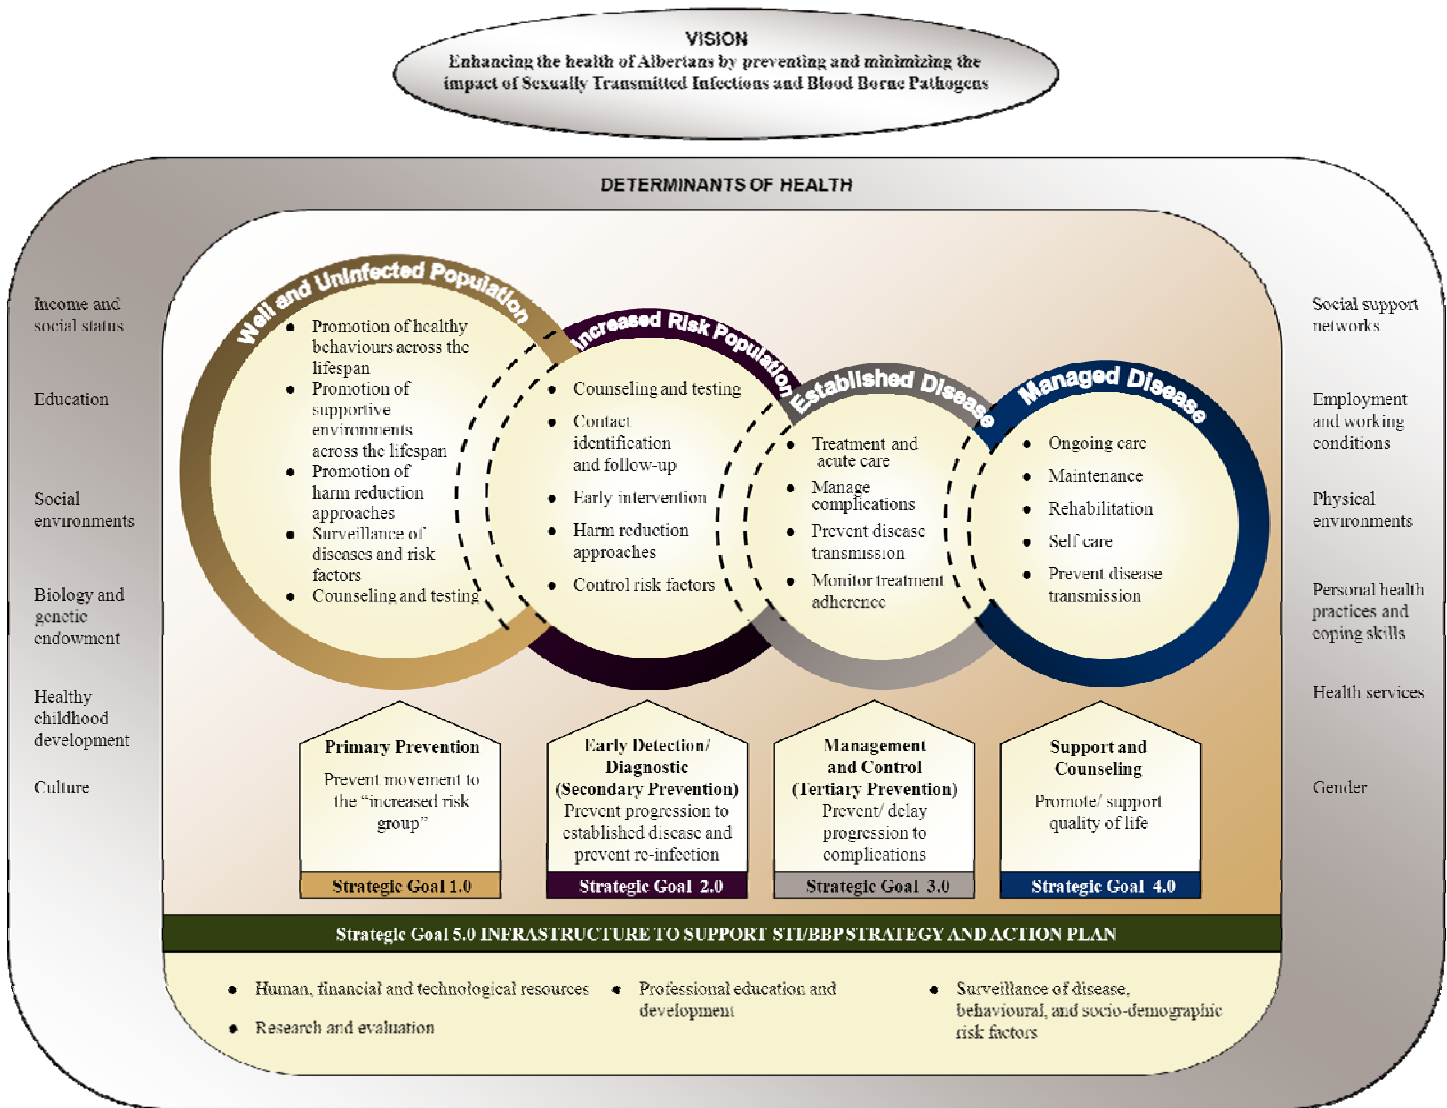 VISION
Enhancing the health of Albertans by preventing and minimizing the
impact of Sexually Transmitted Infections and Blood Borne Pathogens
DETERMINANTS OF HEALTH
Income and
social status
Education
Social
environments
Biology and
genetic
endowment
Healthy
childhood
development
Culture
Well and Uninfected Population
● Promotion of healthy
behaviours across the
lifespan
● Promotion of
supportive
environments
across the lifespan
● Promotion of
harm reduction
approaches
● Surveillance of
diseases and risk
factors
● Counseling and testing
Increased Risk Population
● Counseling and testing
● Contact
identification
and follow-up
● Early intervention
● Harm reduction
approaches
● Control risk factors
Established Disease
● Treatment and
acute care
● Manage
complications
● Prevent disease
transmission
● Monitor treatment
adherence
Managed Disease
● Ongoing care
● Maintenance
● Rehabilitation
● Self care
● Prevent disease
transmission
Social support
networks
Employment
and working
conditions
Physical
environments
Personal health
practices and
coping skills
Health services
Gender
Primary Prevention
Prevent movement to
the “increased risk
group”
Strategic Goal 1.0
Early Detection/
Diagnostic
(Secondary Prevention)
Prevent progression to
established disease and
prevent re-infection
Strategic Goal 2.0
Management
and Control
(Tertiary Prevention)
Prevent/ delay
progression to
complications
Strategic Goal 3.0
Support and
Counseling
Promote/ support
quality of life
Strategic Goal 4.0
Strategic Goal 5.0 INFRASTRUCTURE TO SUPPORT STI/BBP STRATEGY AND ACTION PLAN
● Human, financial and technological resources
● Research and evaluation
● Professional education and
development
● Surveillance of disease,
behavioural, and socio-demographic
risk factors